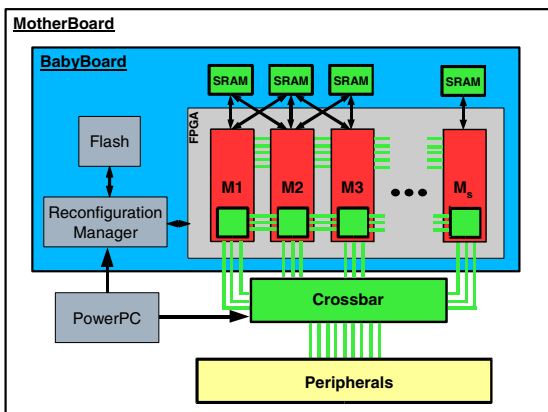 MotherBoard
BabyBoard
SRAM SRAM SRAM SRAM
FPGA
Flash
M1 M2 M3 Ms
Reconfiguration
Manager
Crossbar
PowerPC
Peripherals